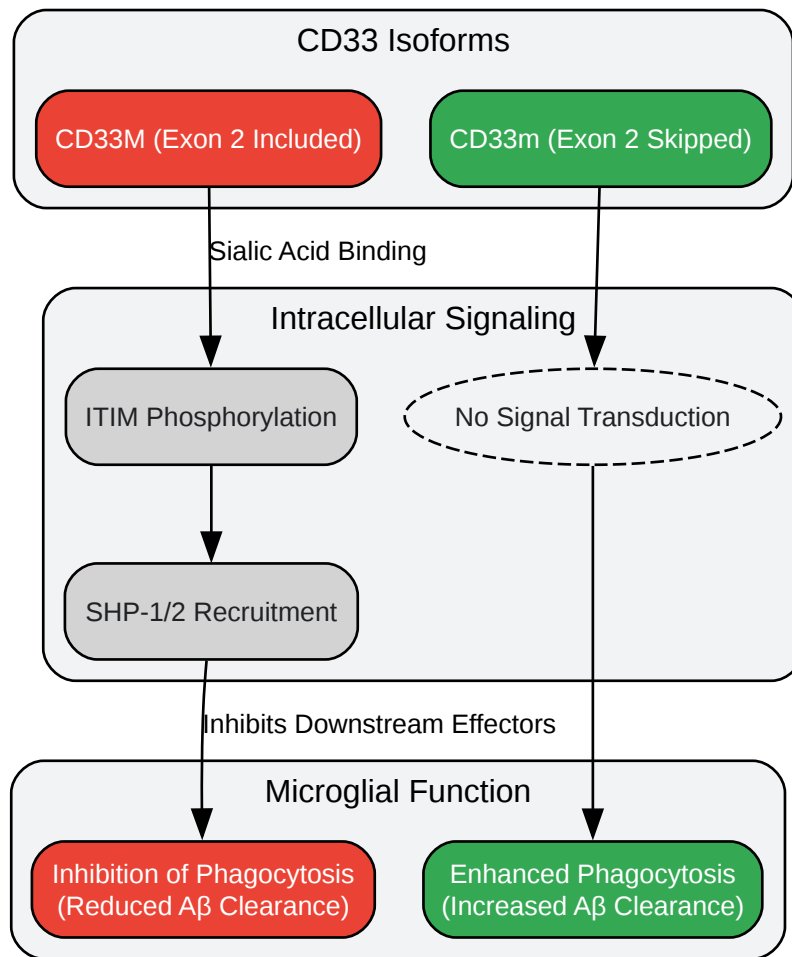 CD33 Isoforms
CD33M (Exon 2 Included)
CD33m (Exon 2 Skipped)
Sialic Acid Binding
Intracellular Signaling
ITIM Phosphorylation
No Signal Transduction
SHP-1/2 Recruitment
Inhibits Downstream Effectors
Microglial Function
Inhibition of Phagocytosis
(Reduced Aβ Clearance)
Enhanced Phagocytosis
(Increased Aβ Clearance)